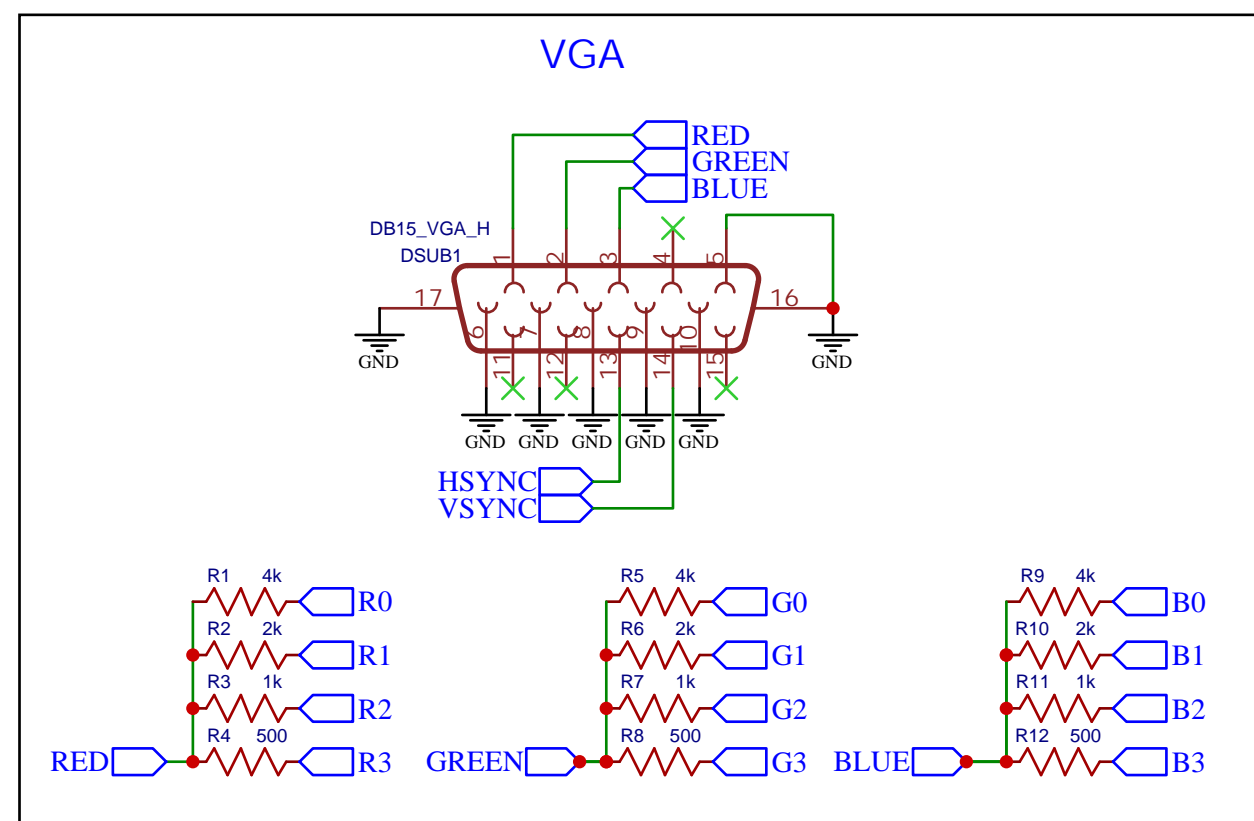 VGA
RED
GREEN
BLUE
DB15_VGA_H
DSUB1
1 2 3 4 5
17 16
6 7 8 9 10
11 12 13 14 15
GND GND
GND GND GND GND GND
HSYNC
VSYNC
R1 4k R0
R2 2k R1
R3 1k R2
RED R4 500 R3
R5 4k G0
R6 2k G1
R7 1k G2
GREEN R8 500 G3
R9 4k B0
R10 2k B1
R11 1k B2
BLUE R12 500 B3